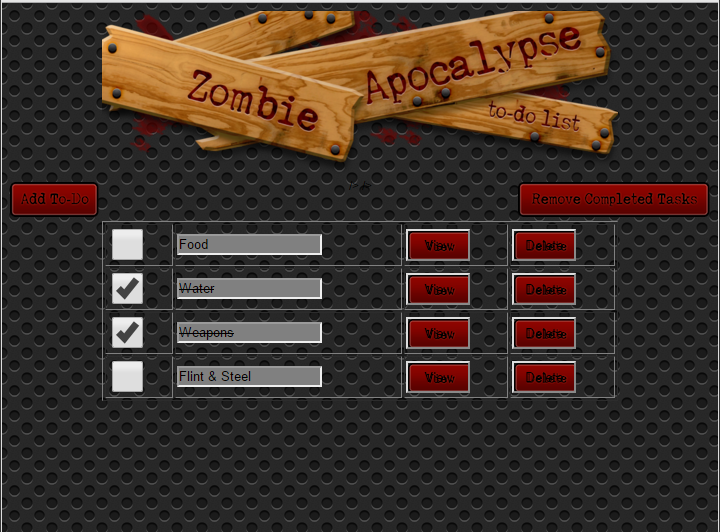 Zombie Apocalypse
to-do list
Add To-Do
Remove Completed Tasks
Food View Delete
Water View Delete
Weapons View Delete
Flint & Steel View Delete